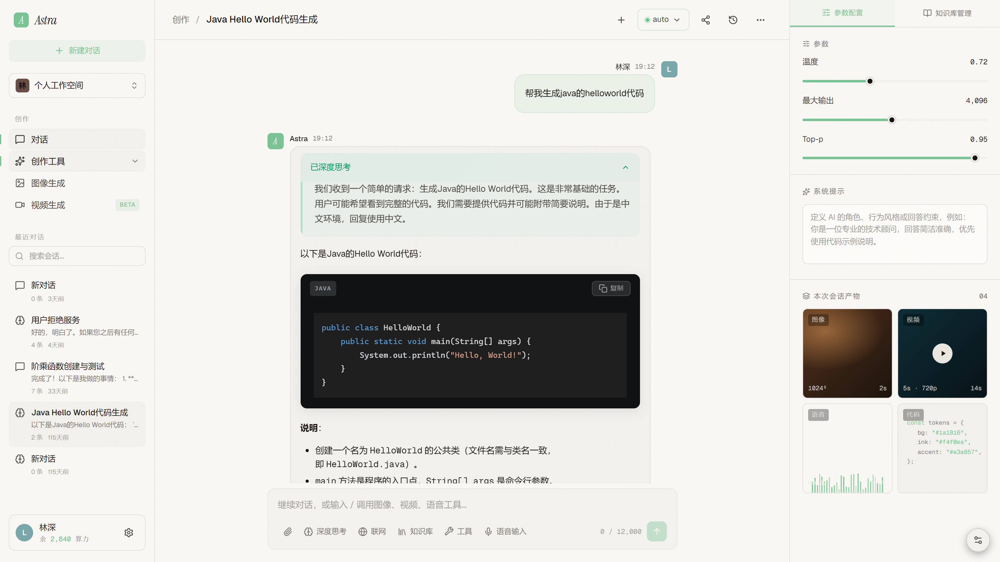 A Astra
新建对话
林 个人工作空间
创作
对话
创作工具
图像生成
视频生成 BETA
最近对话
搜索会话...
新对话
0 条 3天前
用户拒绝服务
好的，明白了。如果您之后有任何...
4 条 4天前
阶乘函数创建与测试
完成了！以下是我做的事情： 1. **...
7 条 33天前
Java Hello World代码生成
以下是Java的Hello World代码： `...
2 条 115天前
新对话
0 条 115天前
L 林深
余 2,840 算力
创作 / Java Hello World代码生成
auto
林深 19:12 L
帮我生成java的helloworld代码
A Astra 19:12
已深度思考
我们收到一个简单的请求：生成Java的Hello World代码。这是非常基础的任务。
用户可能希望看到完整的代码。我们需要提供代码并可能附带简要说明。由于是中
文环境，回复使用中文。
以下是Java的Hello World代码：
JAVA 复制
public class HelloWorld {
    public static void main(String[] args) {
        System.out.println("Hello, World!");
    }
}
说明：
创建一个名为 HelloWorld 的公共类（文件名需与类名一致，
即 HelloWorld.java）。
main 方法是程序的入口点，String[] args 是命令行参数。
继续对话，或输入 / 调用图像、视频、语音工具...
深度思考 联网 知识库 工具 语音输入 0 / 12,000
参数配置 知识库管理
参数
温度 0.72
最大输出 4,096
Top-p 0.95
系统提示
定义 AI 的角色、行为风格或回答约束，例如：
你是一位专业的技术顾问，回答简洁准确，优先
使用代码示例说明。
本次会话产物 04
图像
1024² 2s
视频
5s · 720p 14s
语音
代码
const tokens = {
bg: "#1a1816",
ink: "#f4f0ea",
accent: "#e3a857",
};